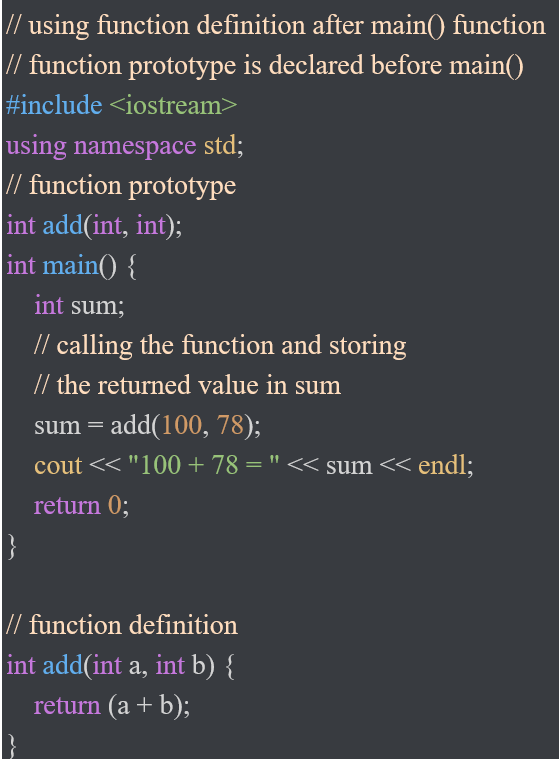 // using function definition after main() function
// function prototype is declared before main()
#include <iostream>
using namespace std;
// function prototype
int add(int, int);
int main() {
    int sum;
    // calling the function and storing
    // the returned value in sum
    sum = add(100, 78);
    cout << "100 + 78 = " << sum << endl;
    return 0;
}

// function definition
int add(int a, int b) {
    return (a + b);
}